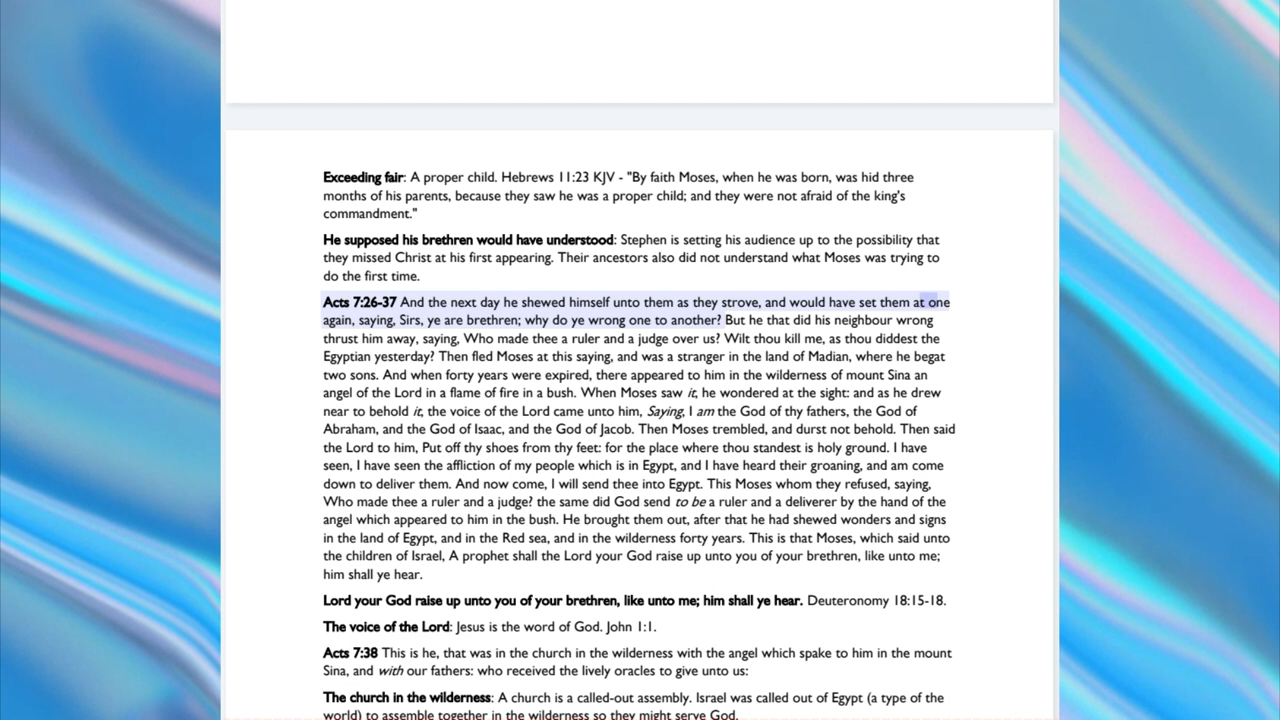 Exceeding fair: A proper child. Hebrews 11:23 KJV - "By faith Moses, when he was born, was hid three
months of his parents, because they saw he was a proper child; and they were not afraid of the king's
commandment."
He supposed his brethren would have understood: Stephen is setting his audience up to the possibility that
they missed Christ at his first appearing. Their ancestors also did not understand what Moses was trying to
do the first time.
Acts 7:26-37 And the next day he shewed himself unto them as they strove, and would have set them at one
again, saying, Sirs, ye are brethren; why do ye wrong one to another? But he that did his neighbour wrong
thrust him away, saying, Who made thee a ruler and a judge over us? Wilt thou kill me, as thou diddest the
Egyptian yesterday? Then fled Moses at this saying, and was a stranger in the land of Madian, where he begat
two sons. And when forty years were expired, there appeared to him in the wilderness of mount Sina an
angel of the Lord in a flame of fire in a bush. When Moses saw it, he wondered at the sight: and as he drew
near to behold it, the voice of the Lord came unto him, Saying, I am the God of thy fathers, the God of
Abraham, and the God of Isaac, and the God of Jacob. Then Moses trembled, and durst not behold. Then said
the Lord to him, Put off thy shoes from thy feet: for the place where thou standest is holy ground. I have
seen, I have seen the affliction of my people which is in Egypt, and I have heard their groaning, and am come
down to deliver them. And now come, I will send thee into Egypt. This Moses whom they refused, saying,
Who made thee a ruler and a judge? the same did God send to be a ruler and a deliverer by the hand of the
angel which appeared to him in the bush. He brought them out, after that he had shewed wonders and signs
in the land of Egypt, and in the Red sea, and in the wilderness forty years. This is that Moses, which said unto
the children of Israel, A prophet shall the Lord your God raise up unto you of your brethren, like unto me;
him shall ye hear.
Lord your God raise up unto you of your brethren, like unto me; him shall ye hear. Deuteronomy 18:15-18.
The voice of the Lord: Jesus is the word of God. John 1:1.
Acts 7:38 This is he, that was in the church in the wilderness with the angel which spake to him in the mount
Sina, and with our fathers: who received the lively oracles to give unto us:
The church in the wilderness: A church is a called-out assembly. Israel was called out of Egypt (a type of the
world) to assemble together in the wilderness so they might serve God.